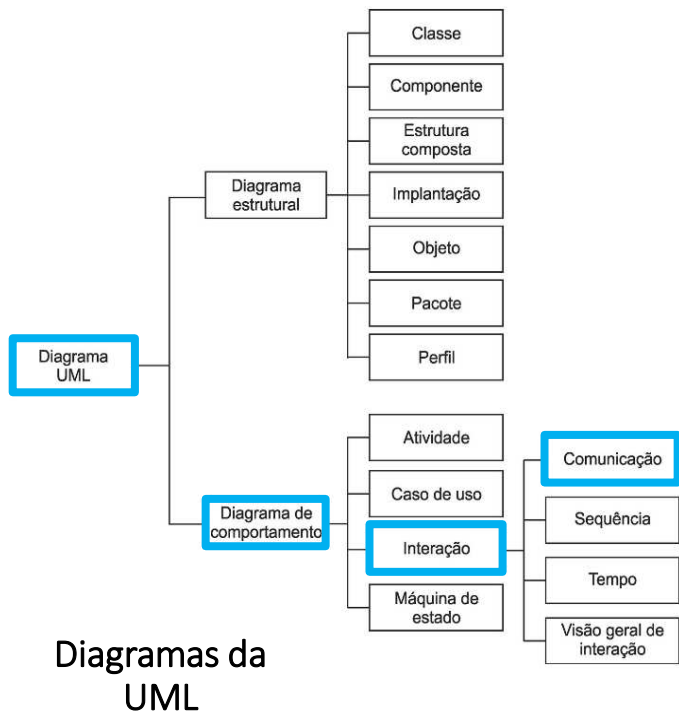 Classe
Componente
Estrutura
composta
Diagrama
estrutural
Implantação
Objeto
Pacote
Perfil
Diagrama
UML
Atividade
Caso de uso
Diagrama de
comportamento
Interação
Máquina de
estado
Comunicação
Sequência
Tempo
Visão geral de
interação
Diagramas da
UML